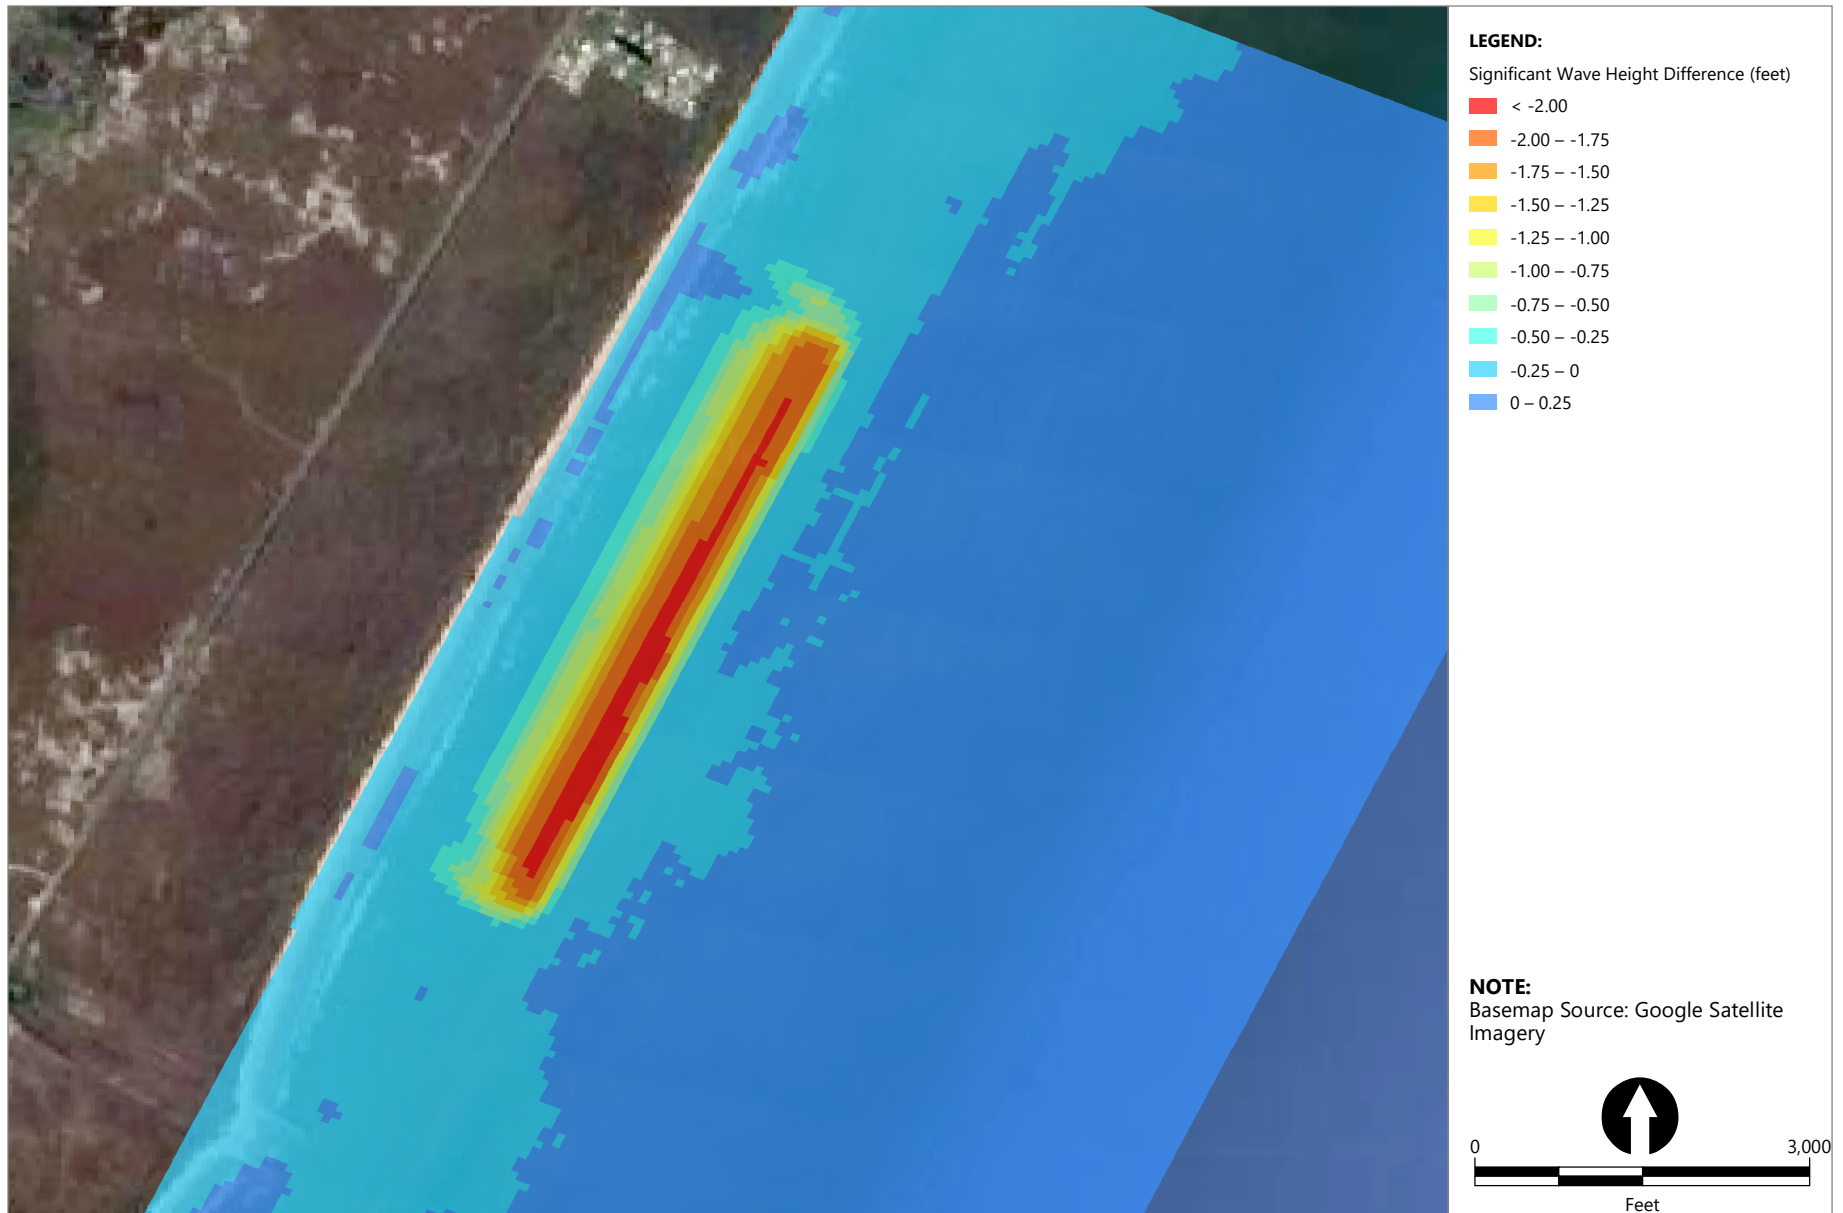 LEGEND:
Significant Wave Height Difference (feet)
< -2.00
-2.00 – -1.75
-1.75 – -1.50
-1.50 – -1.25
-1.25 – -1.00
-1.00 – -0.75
-0.75 – -0.50
-0.50 – -0.25
-0.25 – 0
0 – 0.25
NOTE:
Basemap Source: Google Satellite
Imagery
0 3,000
Feet